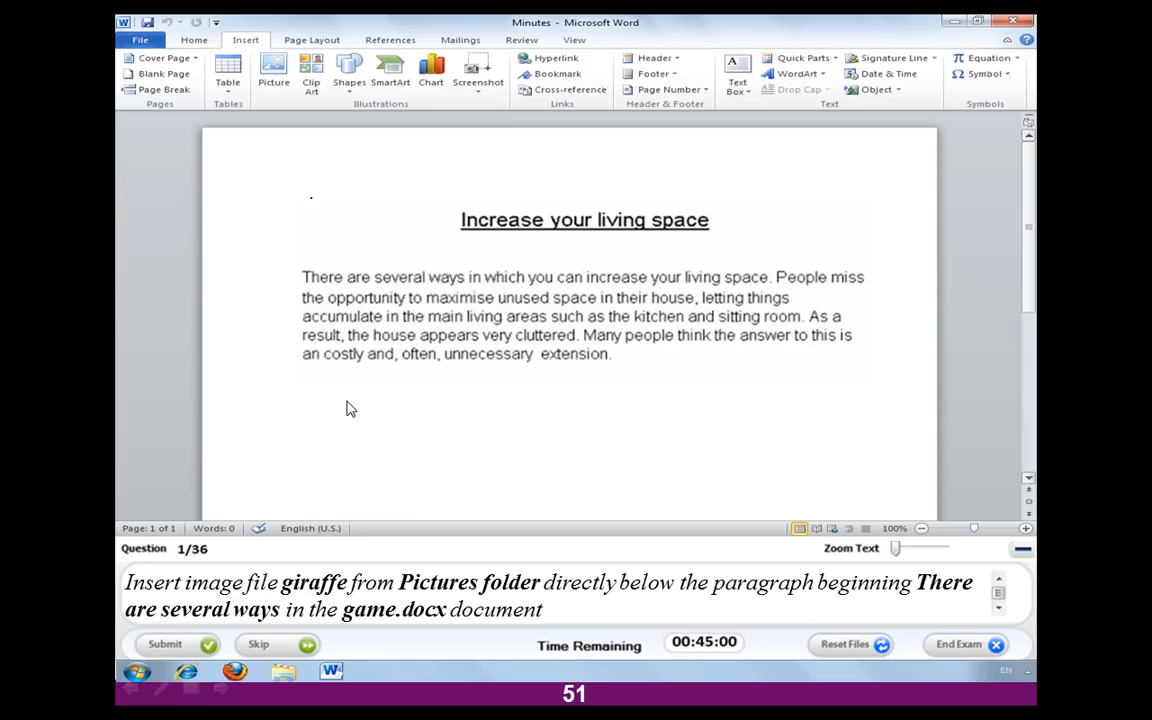 Minutes - Microsoft Word
File Home Insert Page Layout References Mailings Review View
Cover Page
Blank Page
Page Break
Pages
Table
Tables
Picture
Clip
Art
Shapes
SmartArt
Chart
Screenshot
Illustrations
Hyperlink
Bookmark
Cross-reference
Links
Header
Footer
Page Number
Header & Footer
Text
Box
Quick Parts
WordArt
Drop Cap
Signature Line
Date & Time
Object
Text
Equation
Symbol
Symbols
Increase your living space
There are several ways in which you can increase your living space. People miss
the opportunity to maximise unused space in their house, letting things
accumulate in the main living areas such as the kitchen and sitting room. As a
result, the house appears very cluttered. Many people think the answer to this is
an costly and, often, unnecessary extension.
Page: 1 of 1 Words: 0 English (U.S.) 100%
Question 1/36 Zoom Text
Insert image file giraffe from Pictures folder directly below the paragraph beginning There
are several ways in the game.docx document
Submit Skip Time Remaining 00:45:00 Reset Files End Exam
EN
51